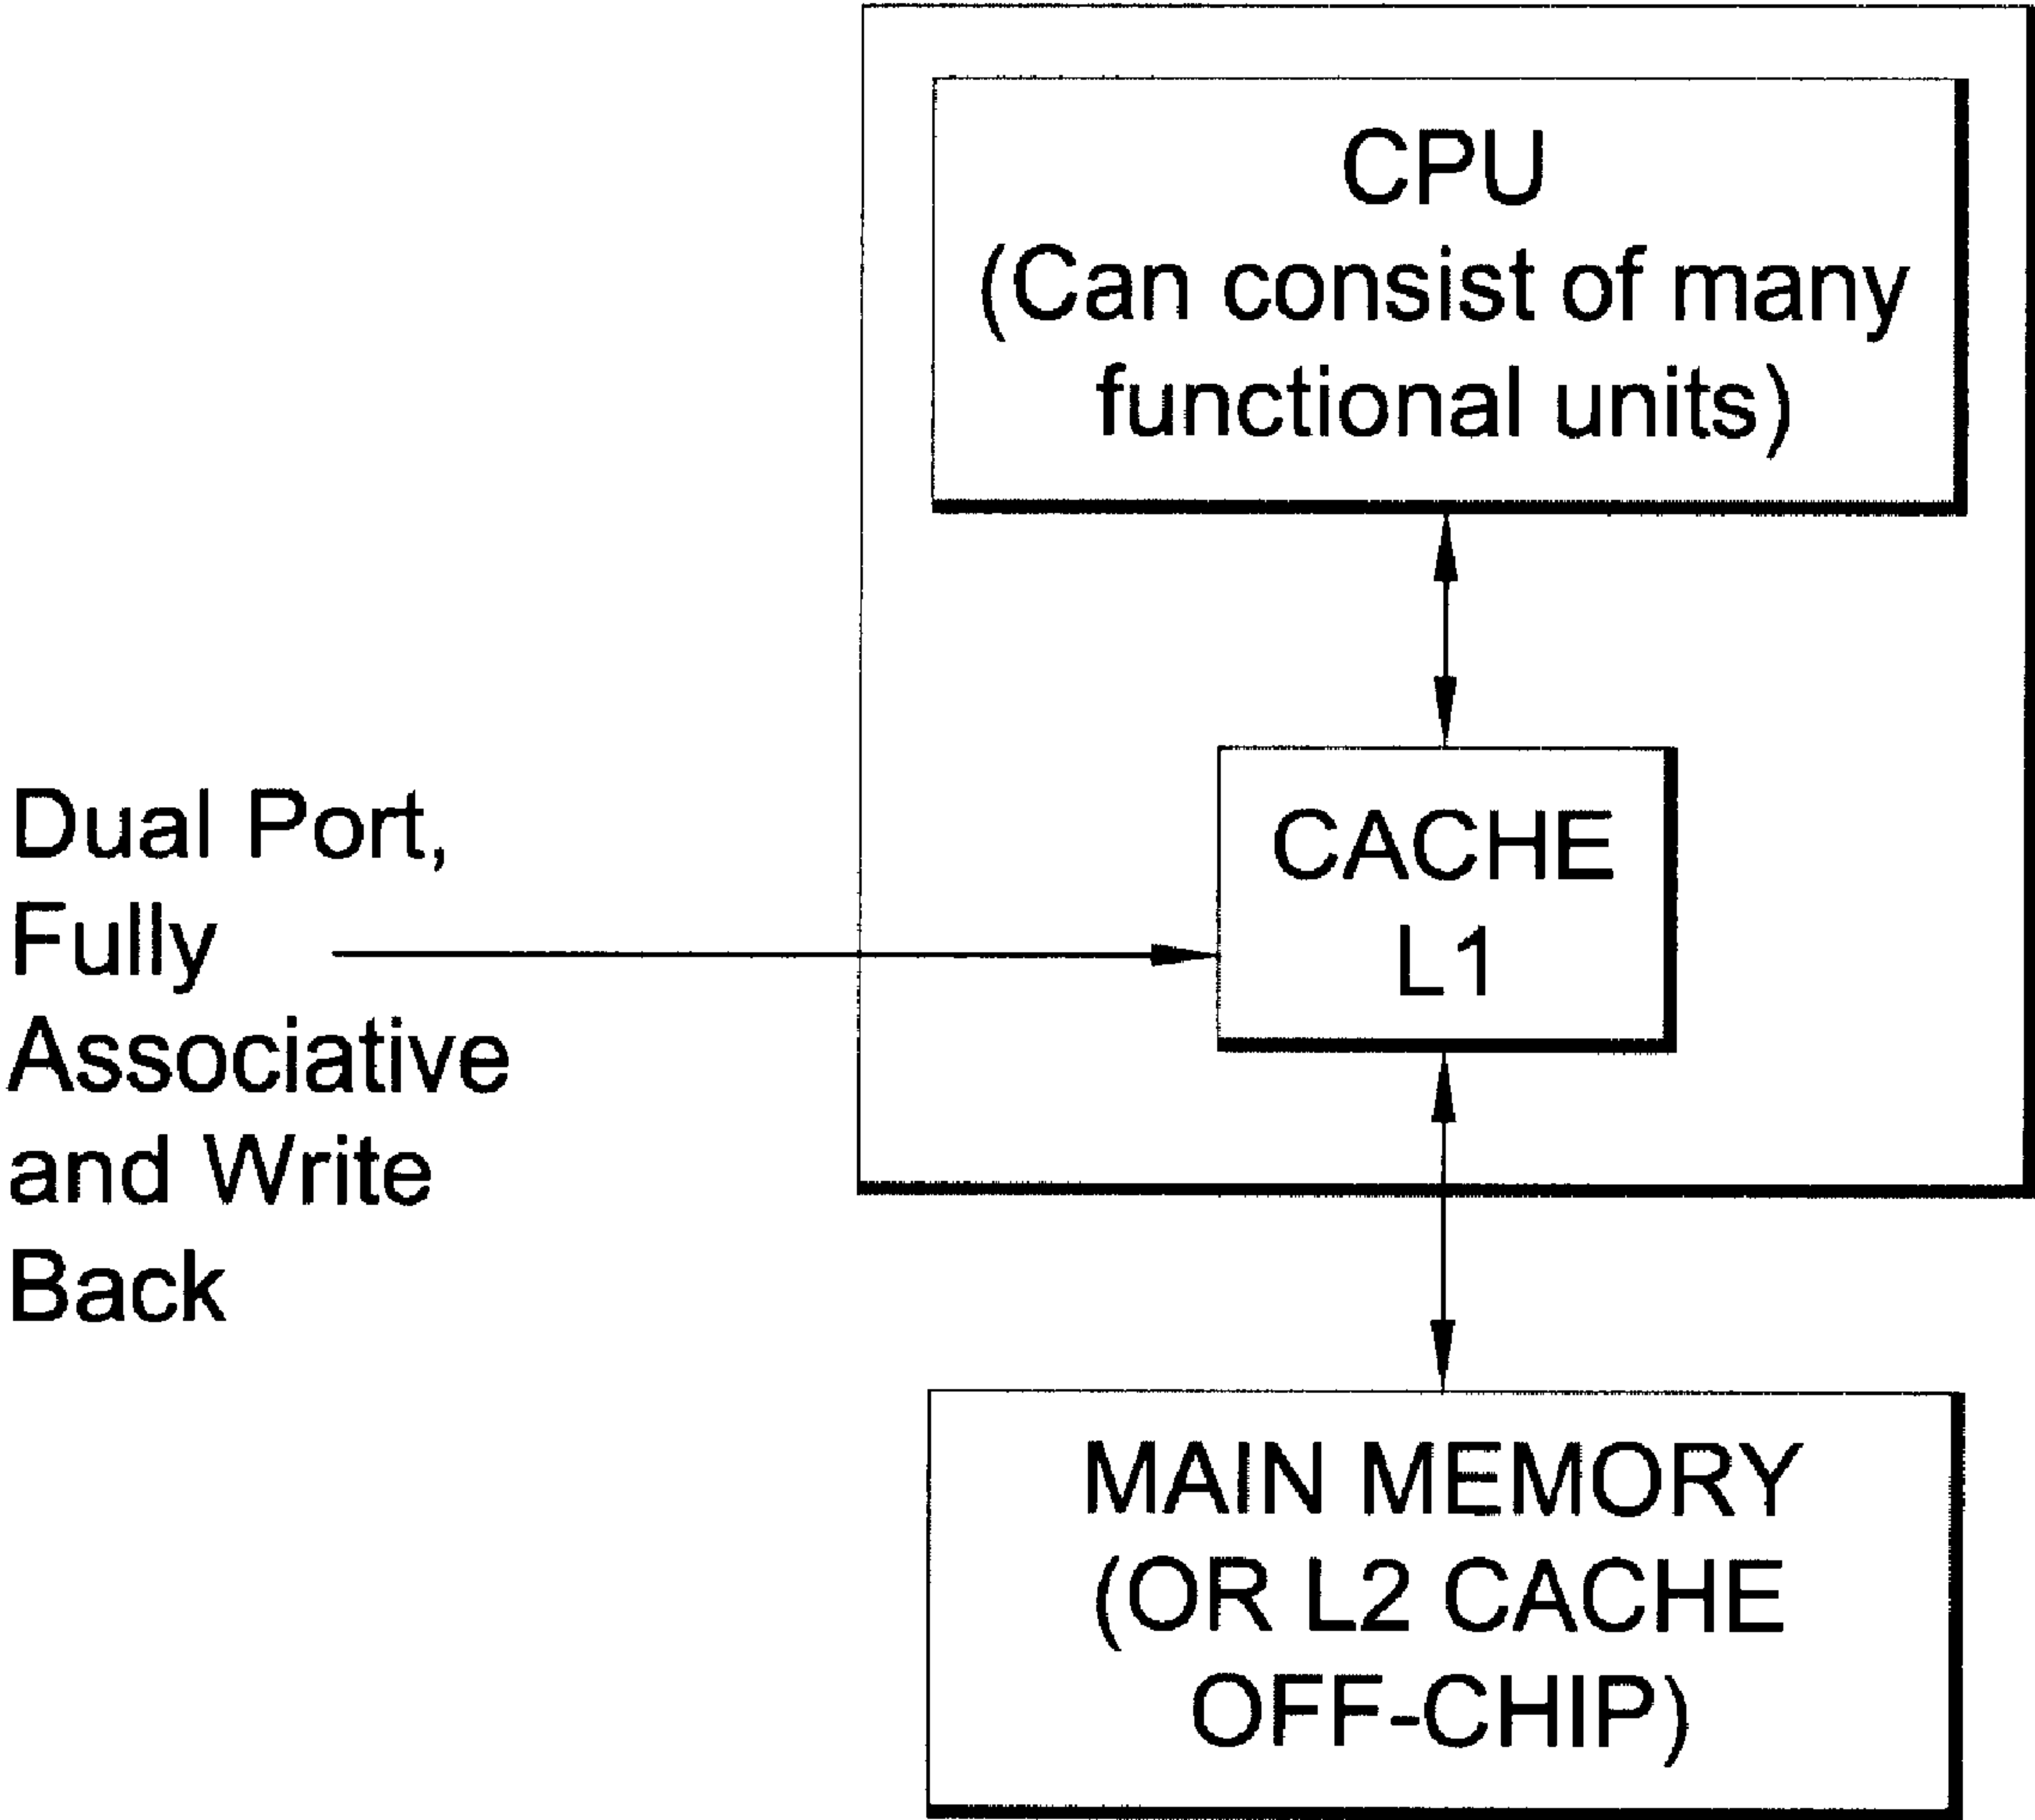 CPU
(Can consist of many
functional units)
CACHE
L1
Dual Port,
Fully
Associative
and Write
Back
MAIN MEMORY
(OR L2 CACHE
OFF-CHIP)